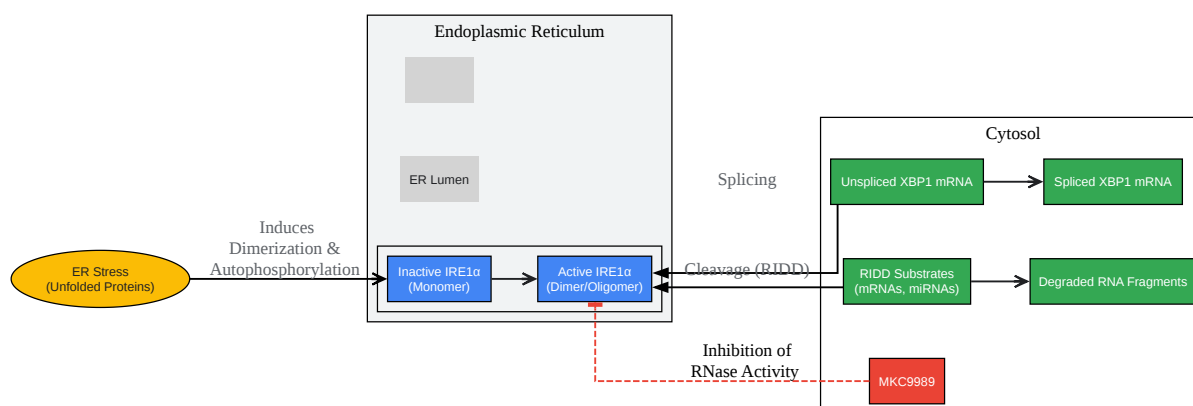 Endoplasmic Reticulum
ER Lumen
Cytosol
Splicing
Unspliced XBP1 mRNA
Spliced XBP1 mRNA
Induces
Dimerization &
Autophosphorylation
ER Stress
(Unfolded Proteins)
Inactive IRE1α
(Monomer)
Active IRE1α
(Dimer/Oligomer)
Cleavage (RIDD)
RIDD Substrates
(mRNAs, miRNAs)
Degraded RNA Fragments
Inhibition of
RNase Activity
MKC9989